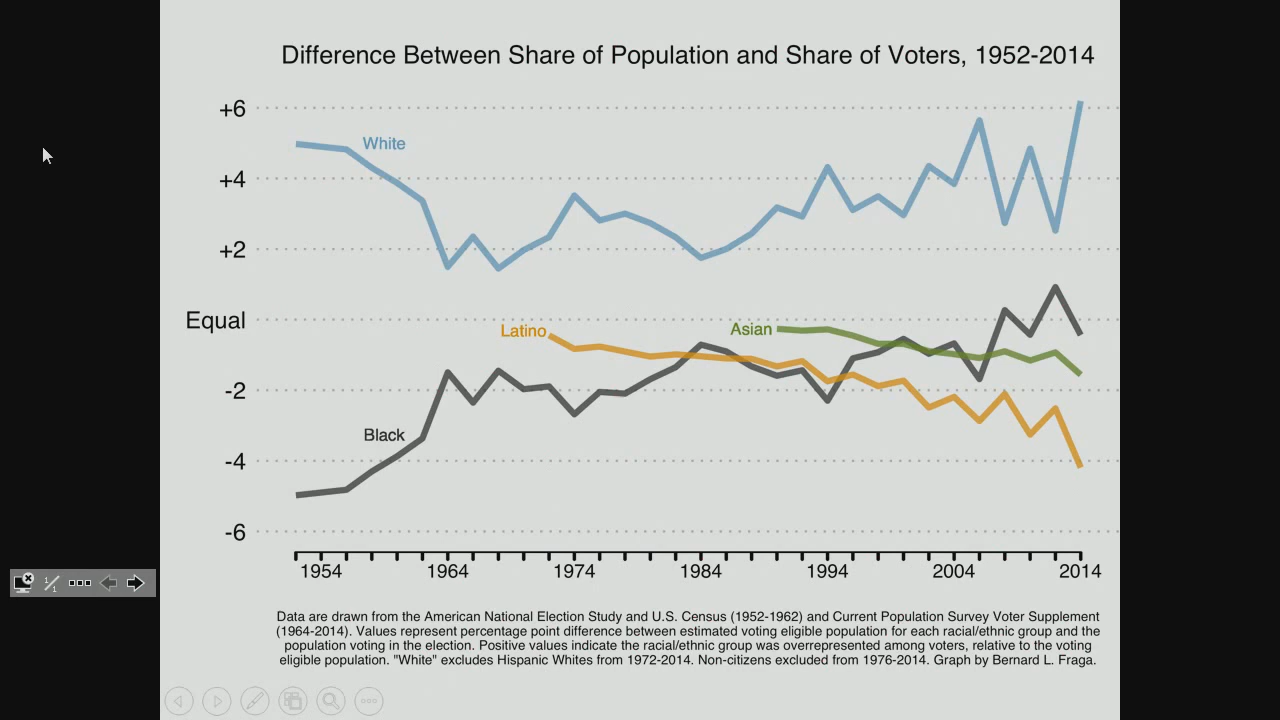 Difference Between Share of Population and Share of Voters, 1952-2014
+6
White
+4
+2
Equal
Latino
Asian
-2
Black
-4
-6
1954 1964 1974 1984 1994 2004 2014
1/1
Data are drawn from the American National Election Study and U.S. Census (1952-1962) and Current Population Survey Voter Supplement
(1964-2014). Values represent percentage point difference between estimated voting eligible population for each racial/ethnic group and the
population voting in the election. Positive values indicate the racial/ethnic group was overrepresented among voters, relative to the voting
eligible population. "White" excludes Hispanic Whites from 1972-2014. Non-citizens excluded from 1976-2014. Graph by Bernard L. Fraga.